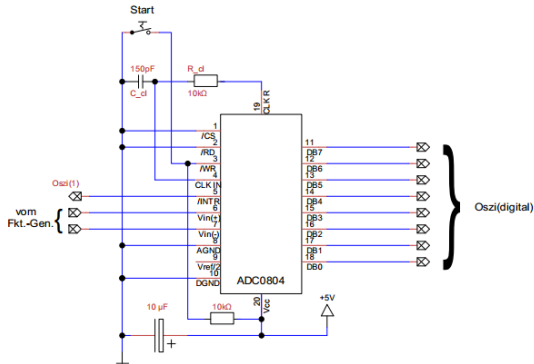 Start
150pF
R_cl
C_cl
10kΩ
19
CLK R
1
/CS
2
/RD
3
/WR
4
CLK IN
5
/INTR
6
Vin(+)
7
Vin(-)
8
AGND
9
Vref/2
10
DGND
11
DB7
12
DB6
13
DB5
14
DB4
15
DB3
16
DB2
17
DB1
18
DB0
Oszi(1)
vom
Fkt.-Gen.
Oszi(digital)
ADC0804
20
Vcc
+5V
10 µF
10kΩ